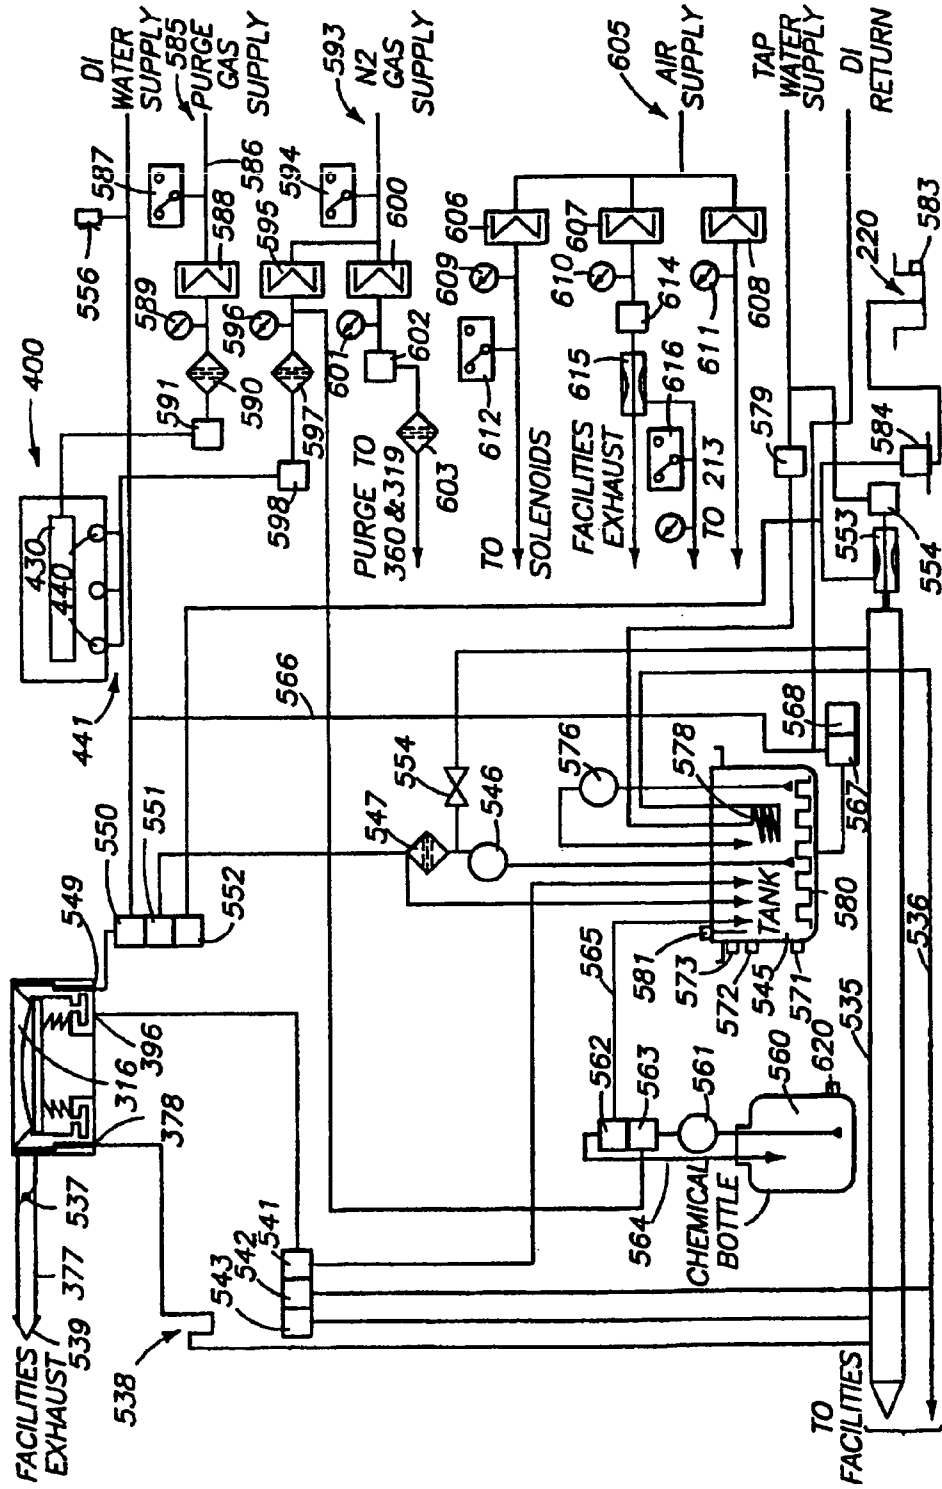 DI
WATER
SUPPLY
585
PURGE
GAS
SUPPLY
593
N2
GAS
SUPPLY
605
AIR
SUPPLY
TAP
WATER
SUPPLY
DI
RETURN
556
587
586
594
589
588
595
600
596
601
602
590
591
597
598
603
606
607
608
609
610
611
612
614
615
616
220
583
579
584
553
554
400
430
440
441
PURGE TO
360 & 319
TO
SOLENOIDS
FACILITIES
EXHAUST
TO 213
566
550
551
552
549
547
554
546
576
578
568
567
580
TANK
581
573
572
545
571
565
535
536
316
396
378
562
563
561
560
620
564
CHEMICAL
BOTTLE
537
377
539
FACILITIES
EXHAUST
538
543
542
541
TO
FACILITIES